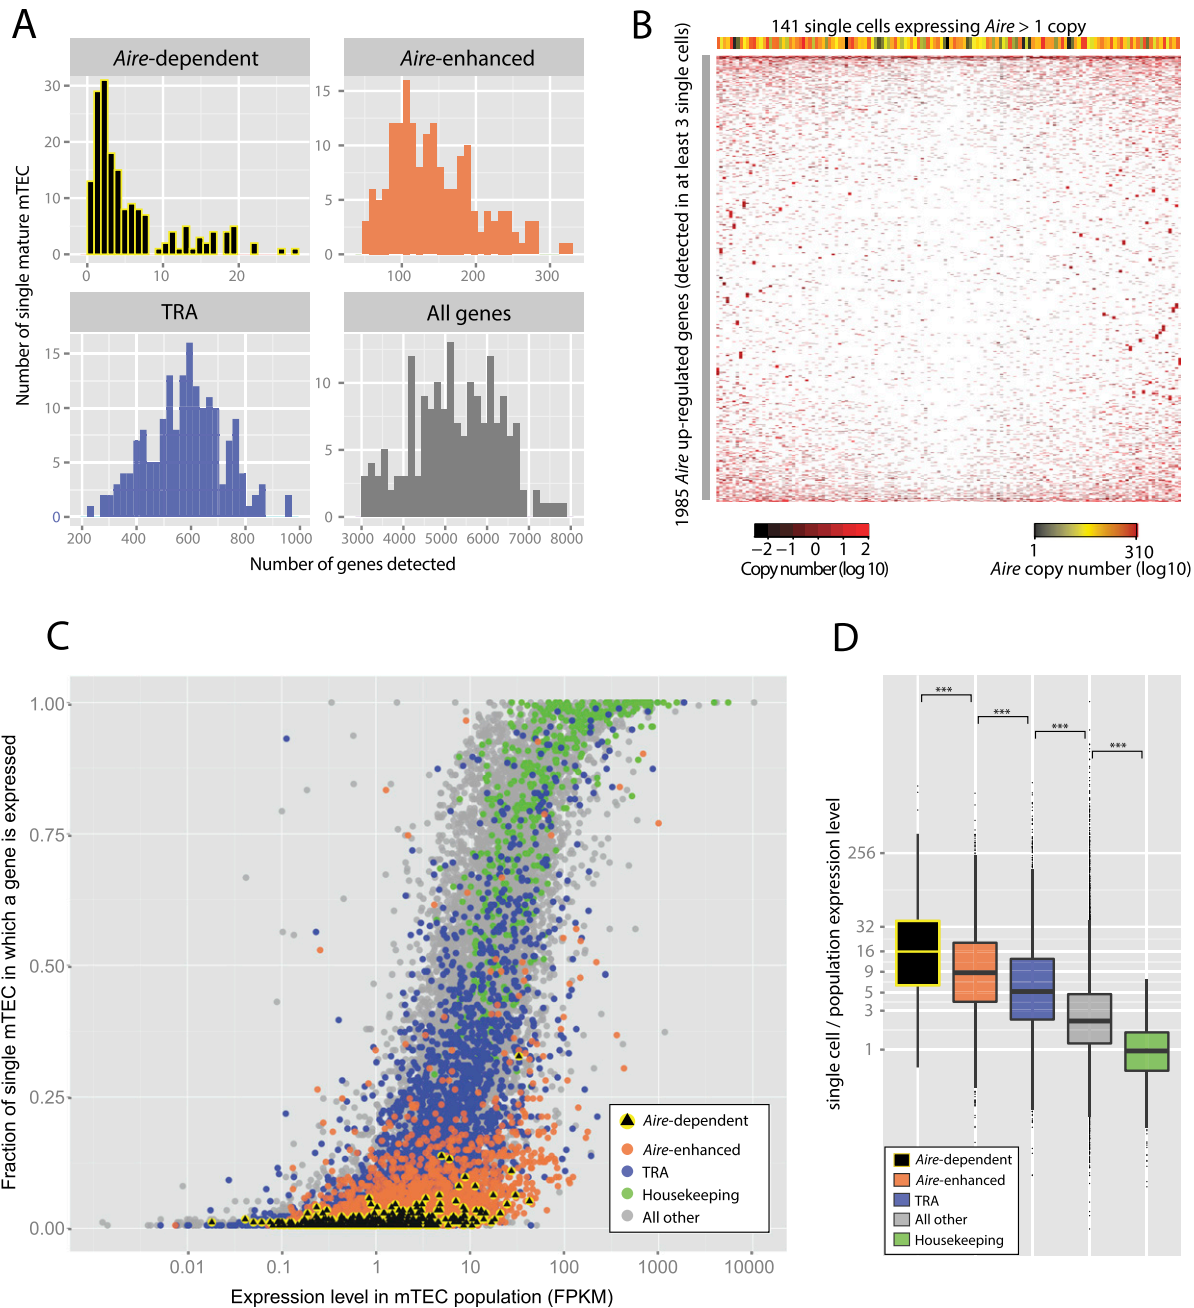 A
Aire-dependent
Aire-enhanced
30
20
10
0
15
10
5
0
0
10
20
100
200
300
TRA
All genes
15
10
5
0
10
5
0
200
400
600
800
1000
3000
4000
5000
6000
7000
8000
Number of single mature mTEC
Number of genes detected
B
141 single cells expressing Aire > 1 copy
1985 Aire up-regulated genes (detected in at least 3 single cells)
−2 −1 0 1 2
Copy number (log 10)
1 310
Aire copy number (log10)
C
Fraction of single mTEC in which a gene is expressed
1.00
0.75
0.50
0.25
0.00
0.01
0.1
1
10
100
1000
10000
Expression level in mTEC population (FPKM)
Aire-dependent
Aire-enhanced
TRA
Housekeeping
All other
D
single cell / population expression level
***
***
***
***
256
32
16
9
5
3
1
Aire-dependent
Aire-enhanced
TRA
All other
Housekeeping